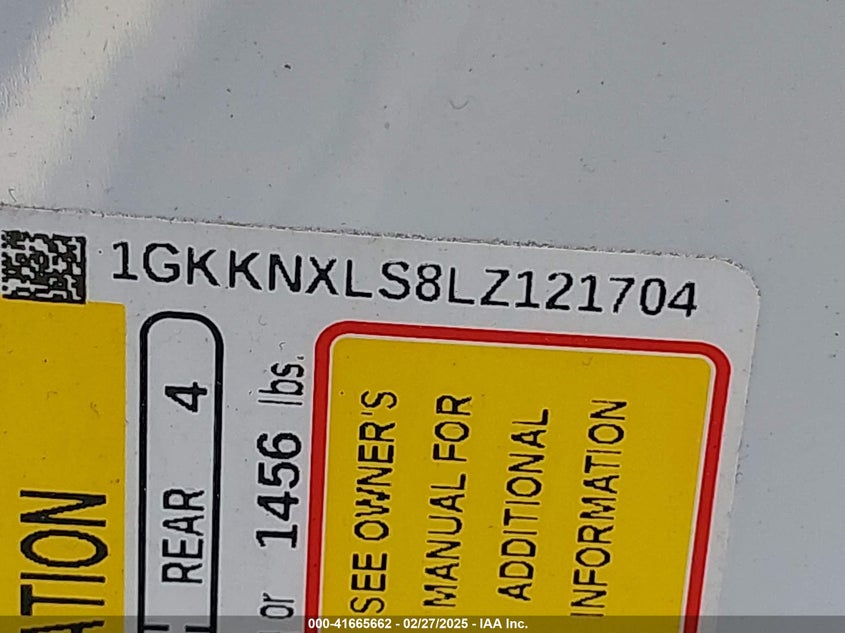 1GKKNXLS8LZ121704
REAR 4
or 1456 lbs.
SEE OWNER'S
MANUAL FOR
ADDITIONAL
INFORMATION
000-41665662 - 02/27/2025 - IAA Inc.